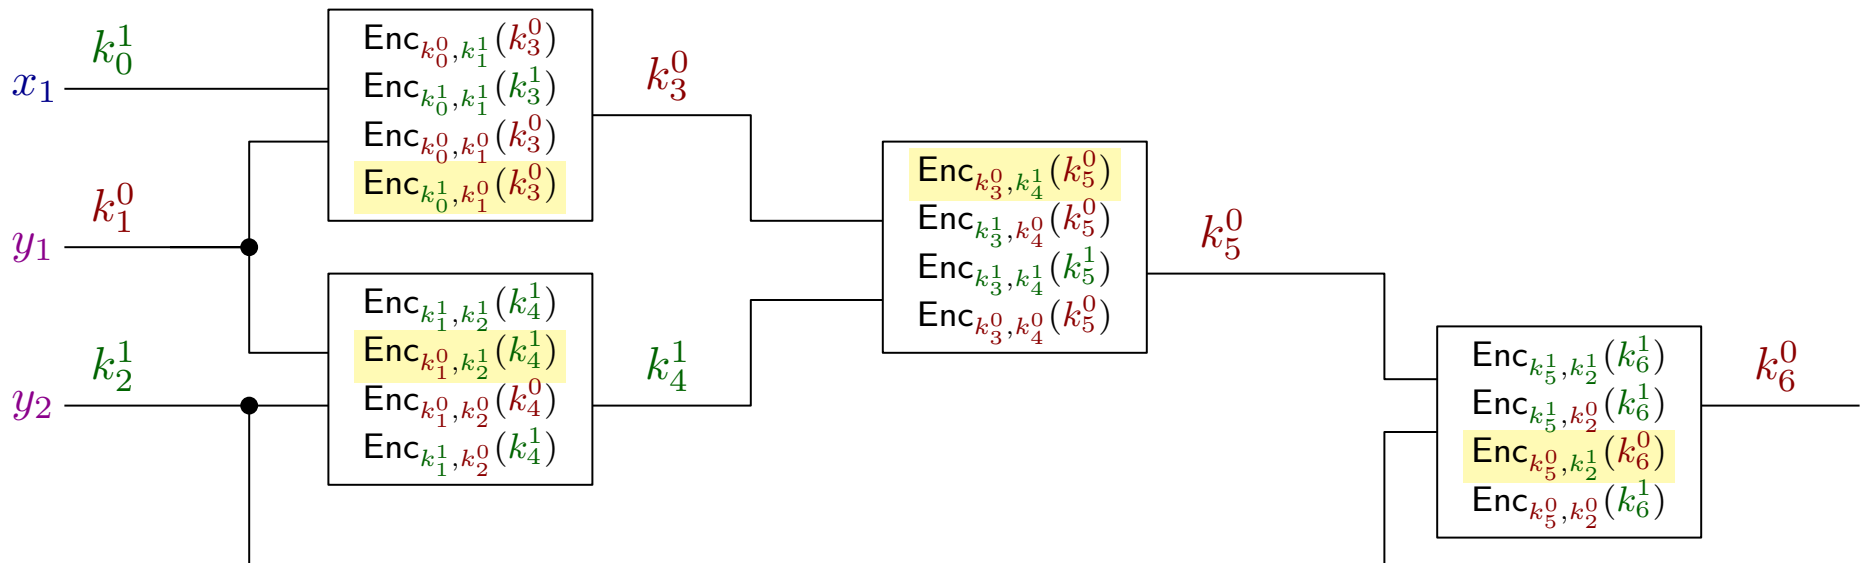 x_1
k_0^1
Enc_{k_0^0,k_1^1}(k_3^0)
Enc_{k_0^1,k_1^1}(k_3^1)
Enc_{k_0^0,k_1^0}(k_3^0)
Enc_{k_0^1,k_1^0}(k_3^0)
k_3^0
y_1
k_1^0
y_2
k_2^1
Enc_{k_1^1,k_2^1}(k_4^1)
Enc_{k_1^0,k_2^1}(k_4^1)
Enc_{k_1^0,k_2^0}(k_4^0)
Enc_{k_1^1,k_2^0}(k_4^1)
k_4^1
Enc_{k_3^0,k_4^1}(k_5^0)
Enc_{k_3^1,k_4^0}(k_5^0)
Enc_{k_3^1,k_4^1}(k_5^1)
Enc_{k_3^0,k_4^0}(k_5^0)
k_5^0
Enc_{k_5^1,k_2^1}(k_6^1)
Enc_{k_5^1,k_2^0}(k_6^1)
Enc_{k_5^0,k_2^1}(k_6^0)
Enc_{k_5^0,k_2^0}(k_6^1)
k_6^0